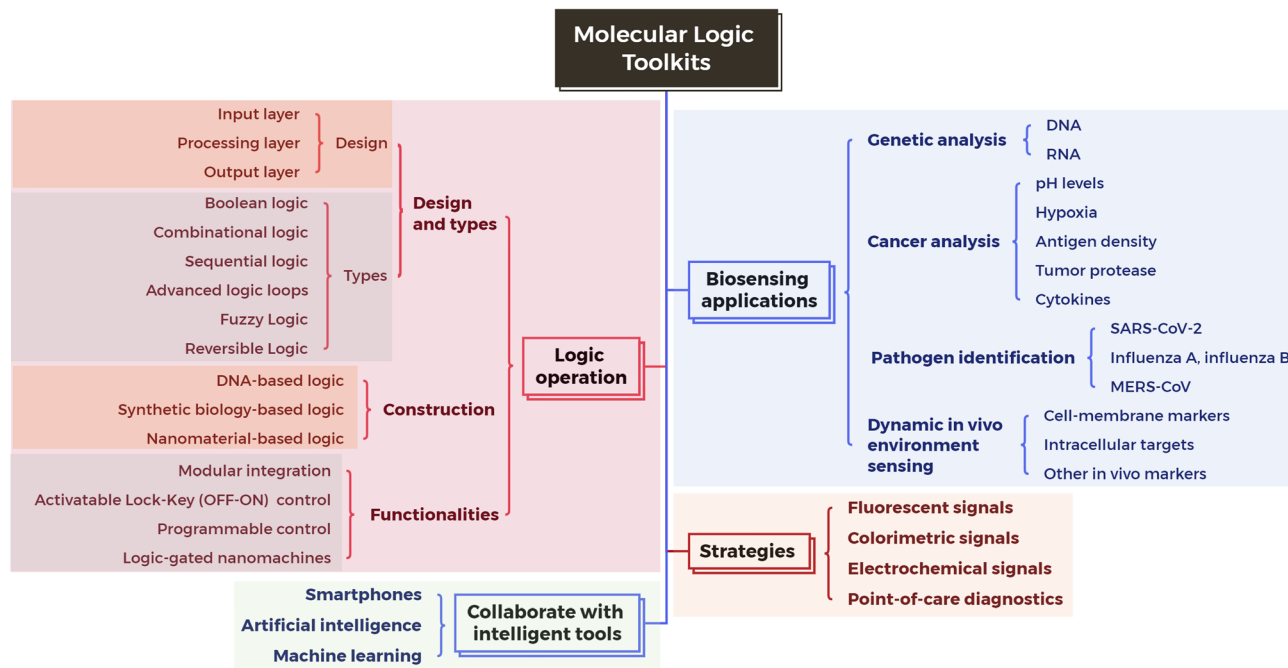 Molecular Logic
Toolkits
Input layer
Processing layer
Output layer
Design
Boolean logic
Combinational logic
Sequential logic
Advanced logic loops
Fuzzy Logic
Reversible Logic
Types
Design
and types
DNA-based logic
Synthetic biology-based logic
Nanomaterial-based logic
Construction
Modular integration
Activatable Lock-Key (OFF-ON) control
Programmable control
Logic-gated nanomachines
Functionalities
Logic
operation
Smartphones
Artificial intelligence
Machine learning
Collaborate with
intelligent tools
Biosensing
applications
Genetic analysis
DNA
RNA
Cancer analysis
pH levels
Hypoxia
Antigen density
Tumor protease
Cytokines
Pathogen identification
SARS-CoV-2
Influenza A, influenza B
MERS-CoV
Dynamic in vivo
environment
sensing
Cell-membrane markers
Intracellular targets
Other in vivo markers
Strategies
Fluorescent signals
Colorimetric signals
Electrochemical signals
Point-of-care diagnostics